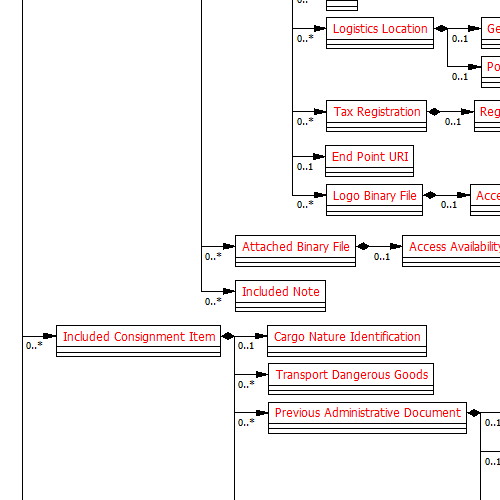 0..
Logistics Location
0..*
0..1
Ge
Po
0..1
Tax Registration
0..*
0..1
Reg
End Point URI
0..1
Logo Binary File
0..*
0..1
Acce
Attached Binary File
0..*
0..1
Access Availability
Included Note
0..*
Included Consignment Item
0..*
0..1
Cargo Nature Identification
Transport Dangerous Goods
0..*
Previous Administrative Document
0..*
0..1
0..1